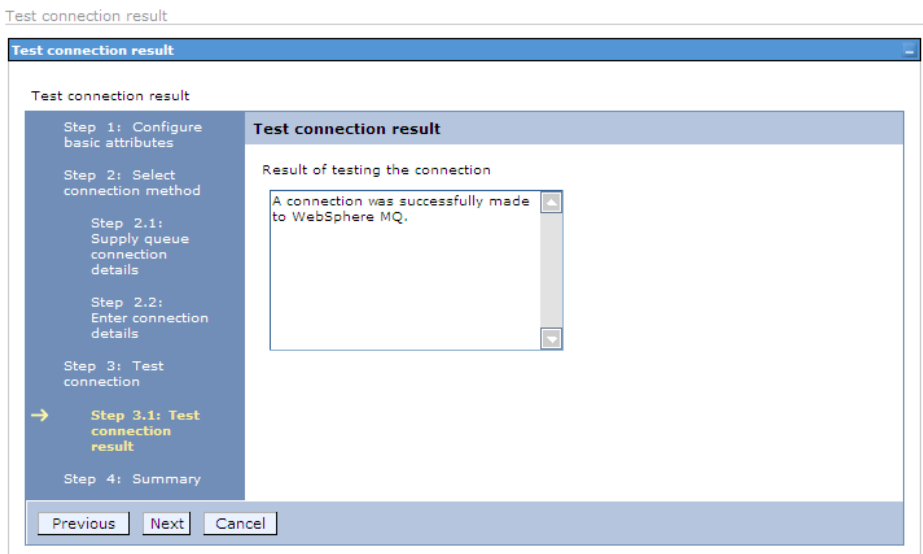 Test connection result
Test connection result
Test connection result
Step 1: Configure
basic attributes
Step 2: Select
connection method
Step 2.1:
Supply queue
connection
details
Step 2.2:
Enter connection
details
Step 3: Test
connection
Step 3.1: Test
connection
result
Step 4: Summary
Test connection result
Result of testing the connection
A connection was successfully made
to WebSphere MQ.
Previous Next Cancel